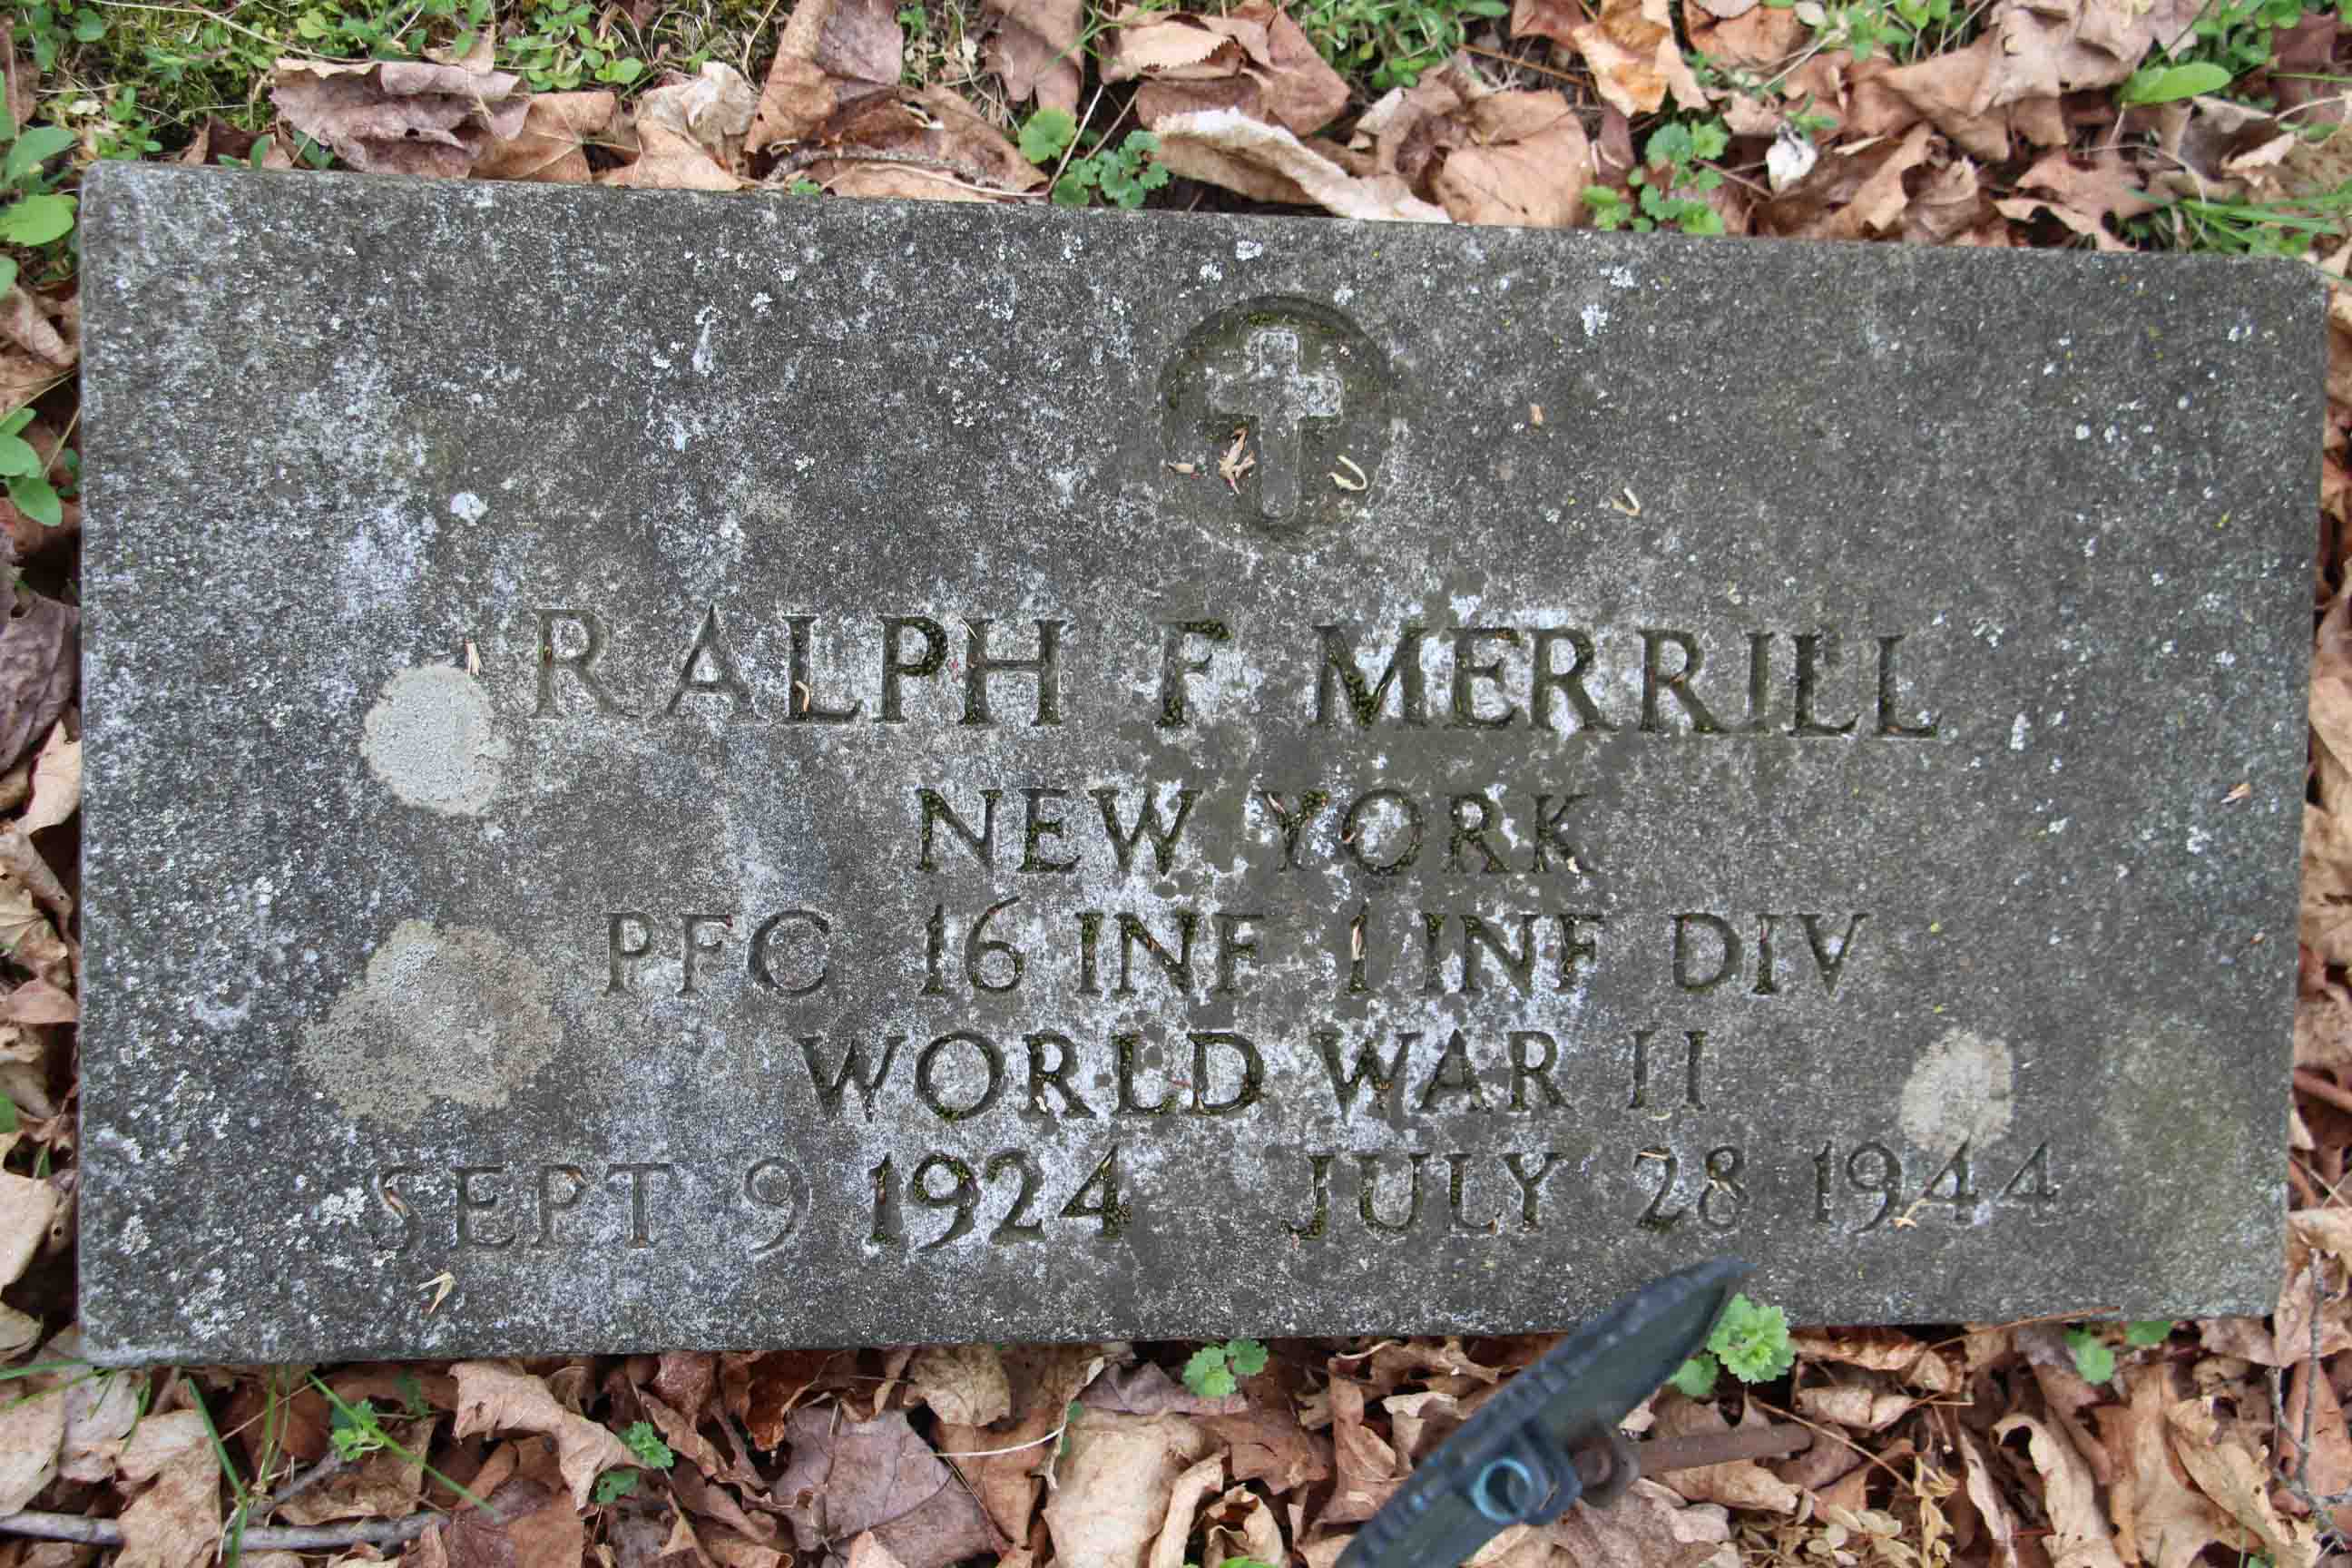 RALPH F MERRILL
NEW YORK
PFC 16 INF 1 INF DIV
WORLD WAR II
SEPT 9 1924 JULY 28 1944